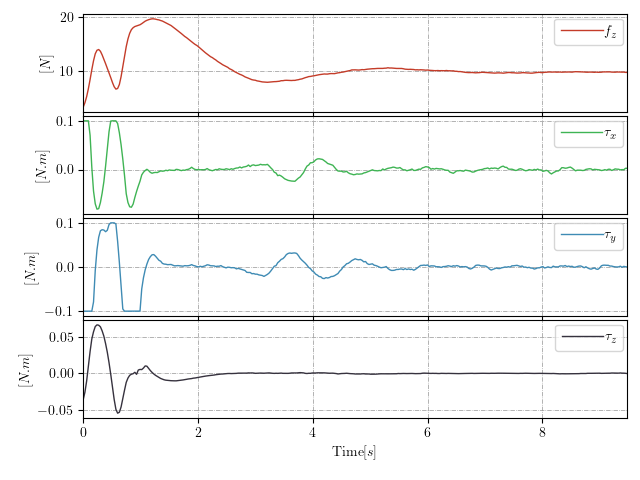 20
10
[N]
f_z
0.1
0.0
[N.m]
τ_x
0.1
0.0
−0.1
[N.m]
τ_y
0.05
0.00
−0.05
[N.m]
τ_z
0 2 4 6 8
Time[s]